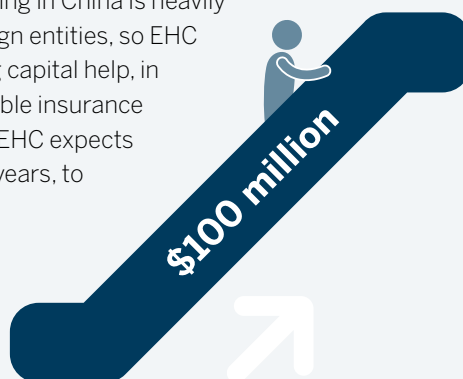 ing in China is heavily
gn entities, so EHC
capital help, in
ble insurance
EHC expects
years, to
$100 million